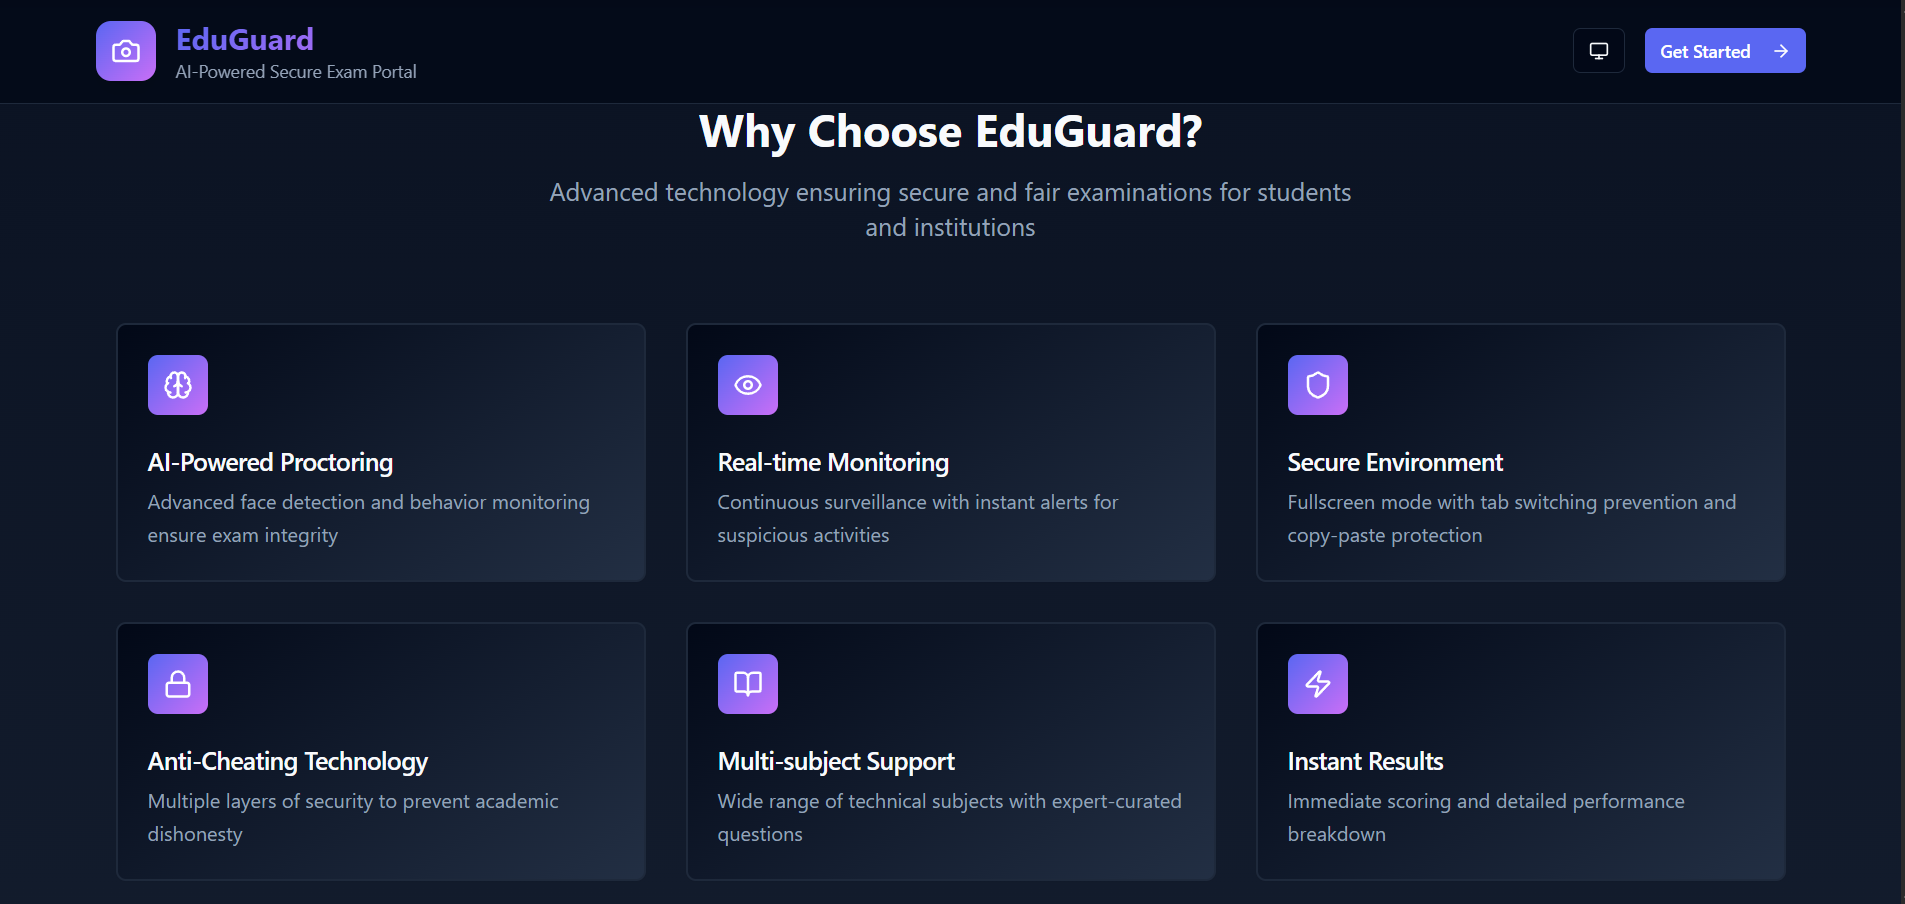 EduGuard
AI-Powered Secure Exam Portal
Get Started
Why Choose EduGuard?
Advanced technology ensuring secure and fair examinations for students
and institutions
AI-Powered Proctoring
Advanced face detection and behavior monitoring
ensure exam integrity
Real-time Monitoring
Continuous surveillance with instant alerts for
suspicious activities
Secure Environment
Fullscreen mode with tab switching prevention and
copy-paste protection
Anti-Cheating Technology
Multiple layers of security to prevent academic
dishonesty
Multi-subject Support
Wide range of technical subjects with expert-curated
questions
Instant Results
Immediate scoring and detailed performance
breakdown